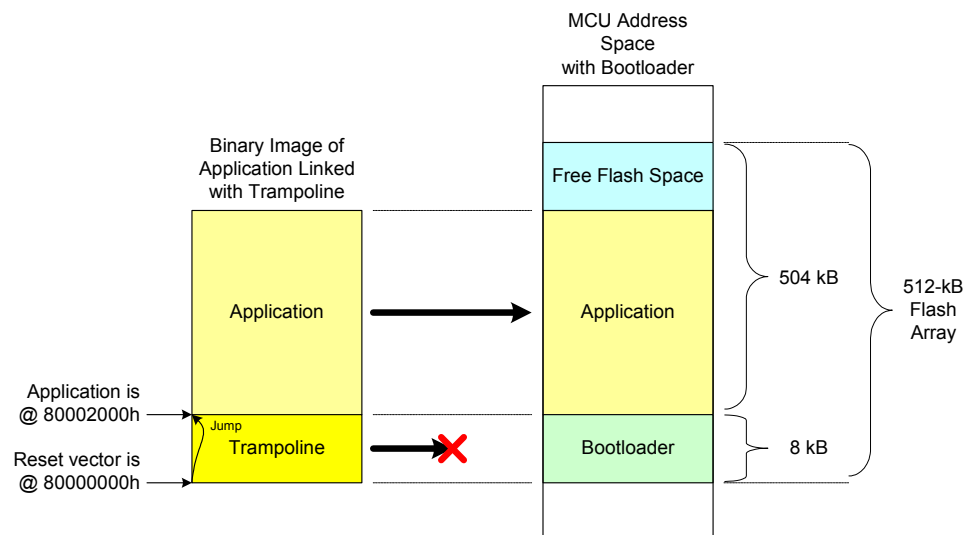 MCU Address
Space
with Bootloader
Binary Image of
Application Linked
with Trampoline
Free Flash Space
Application
Application
504 kB
512-kB
Flash
Array
Application is
@ 80002000h
Jump
Trampoline
Bootloader
8 kB
Reset vector is
@ 80000000h